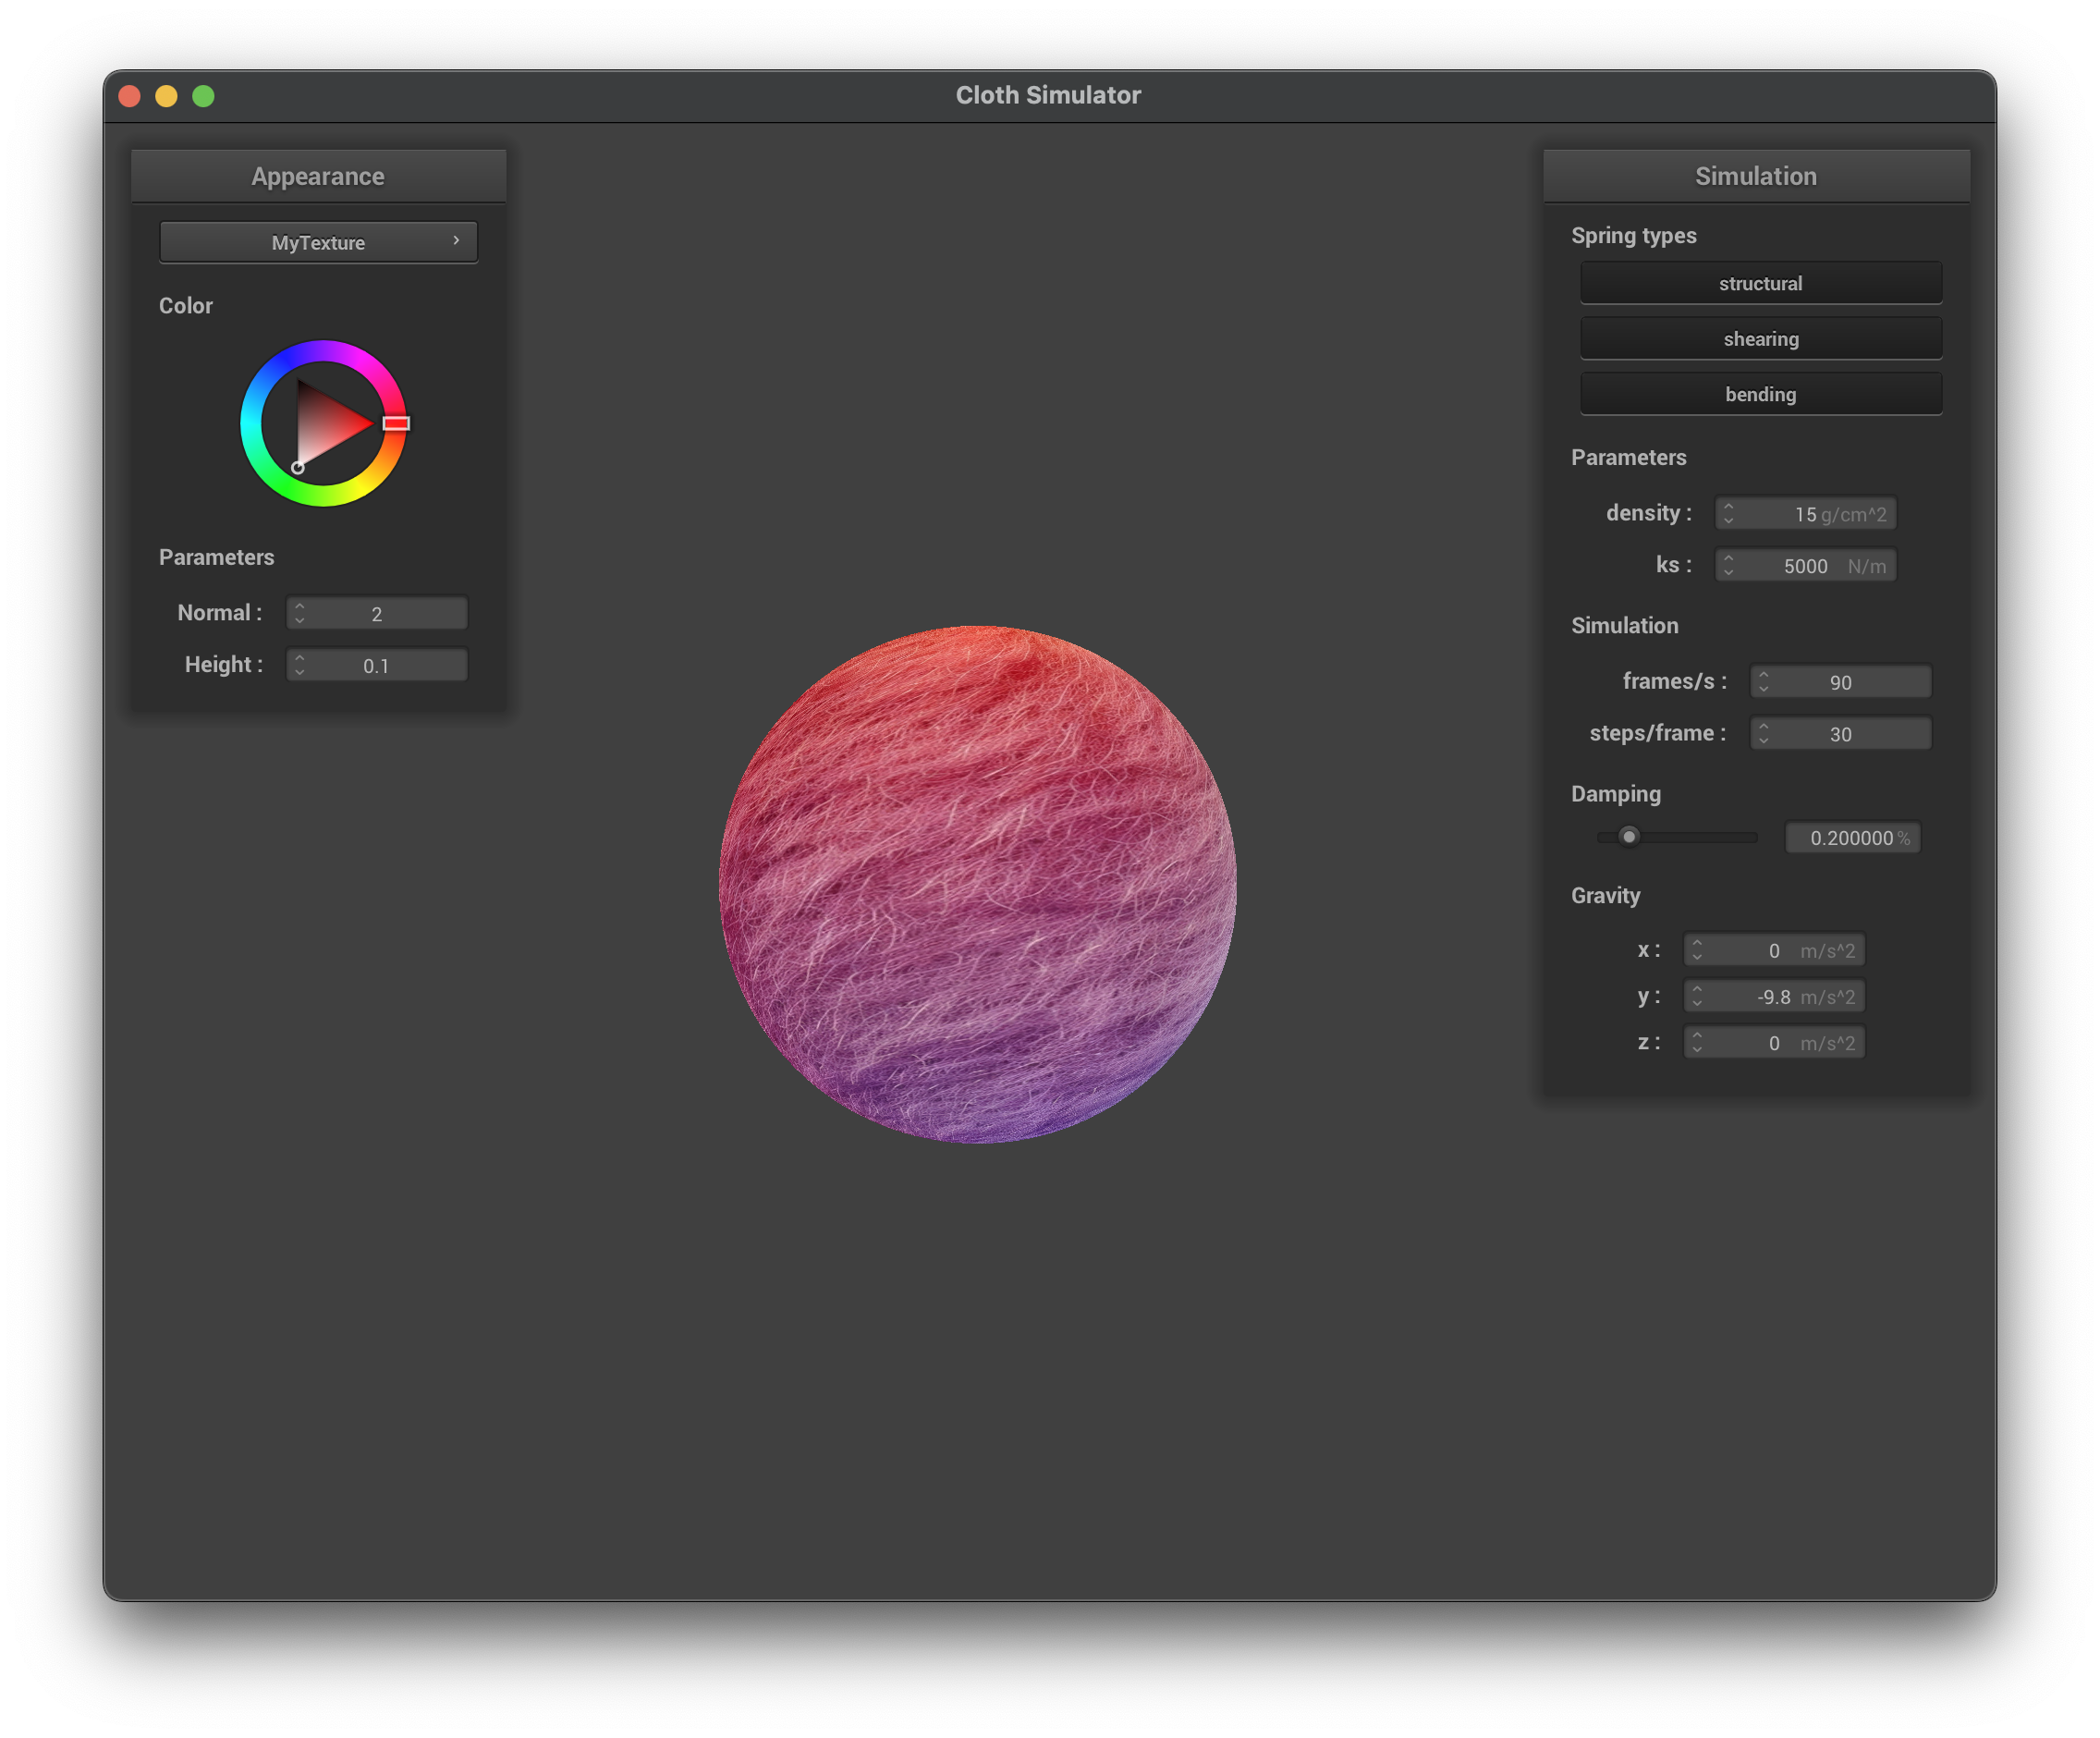 Cloth Simulator
Appearance
MyTexture
Color
Parameters
Normal : 2
Height : 0.1
Simulation
Spring types
structural
shearing
bending
Parameters
density : 15 g/cm^2
ks : 5000 N/m
Simulation
frames/s : 90
steps/frame : 30
Damping
0.200000 %
Gravity
x : 0 m/s^2
y : -9.8 m/s^2
z : 0 m/s^2